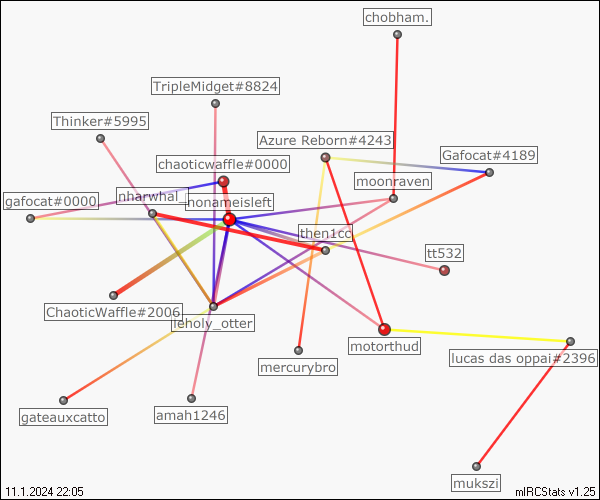 chobham.
TripleMidget#8824
Thinker#5995
Azure Reborn#4243
Gafocat#4189
chaoticwaffle#0000
moonraven
gafocat#0000
nharwhal_
nonameisleft
then1cc
tt532
ChaoticWaffle#2006
leholy_otter
motorthud
lucas das oppai#2396
mercurybro
gateauxcatto
amah1246
mukszi
11.1.2024 22:05
mIRCStats v1.25